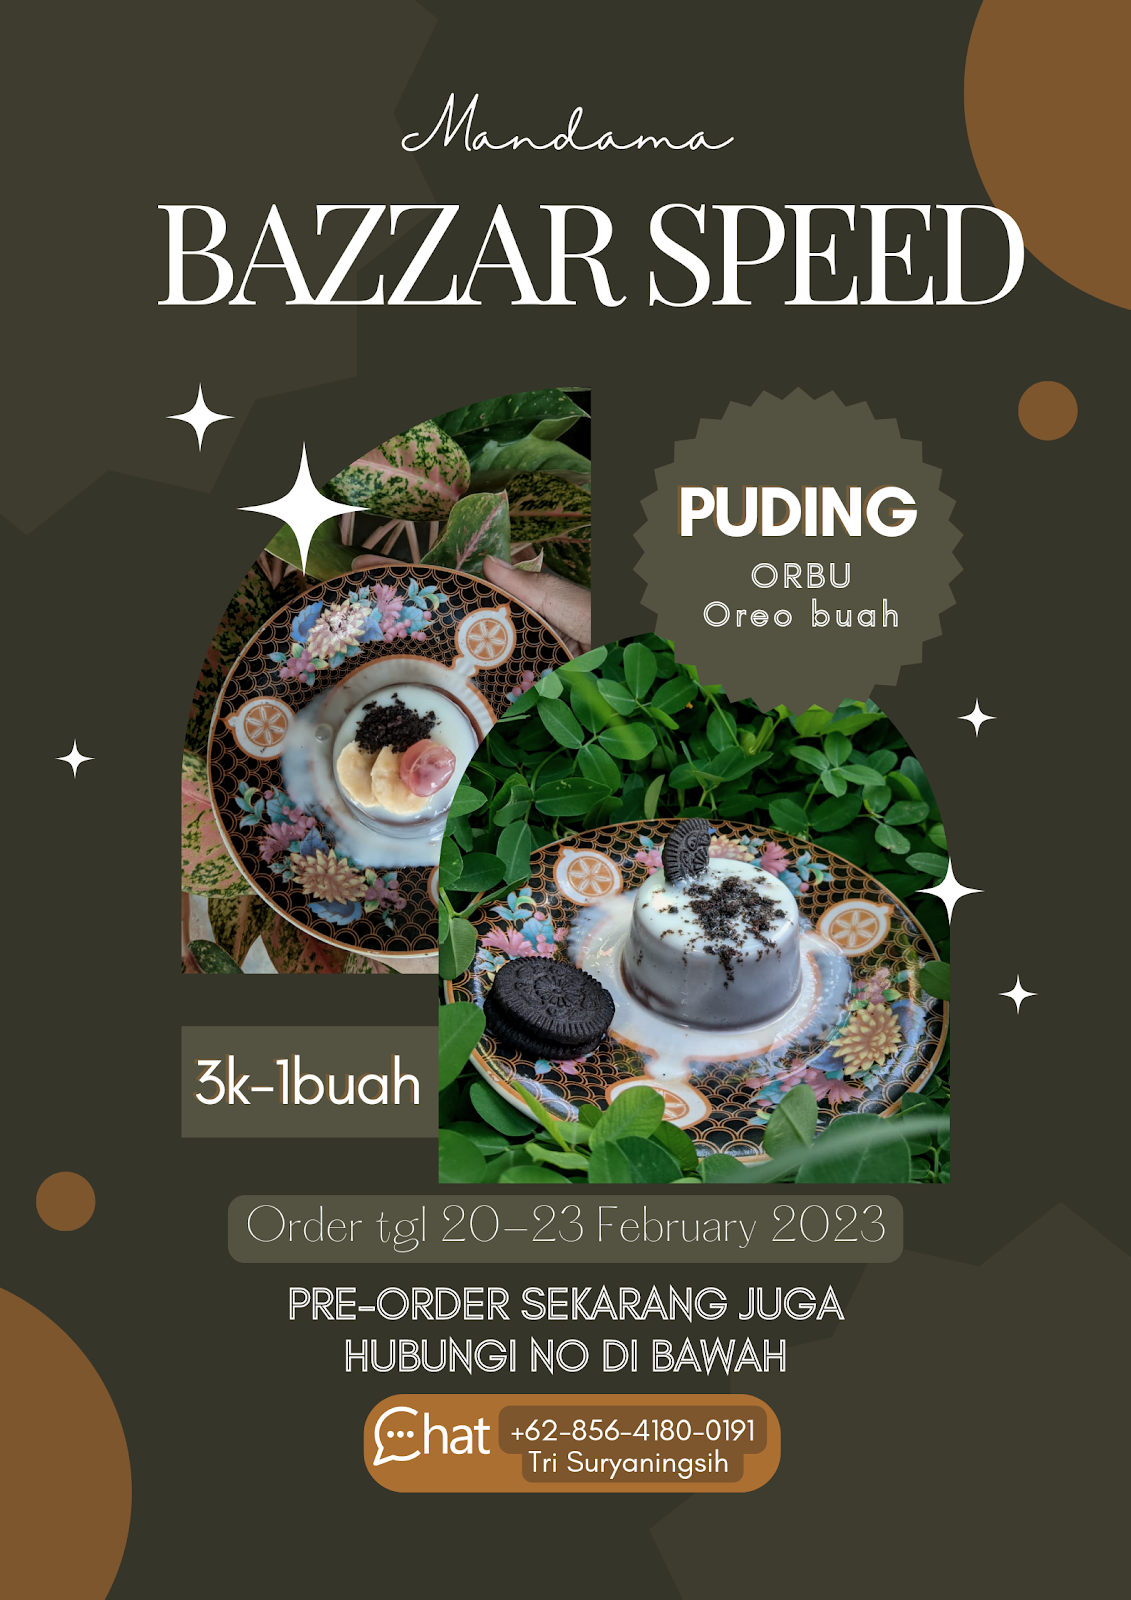 Mandama
BAZZAR SPEED
PUDING
ORBU
Oreo buah
3k-1buah
Order tgl 20-23 February 2023
PRE-ORDER SEKARANG JUGA
HUBUNGI NO DI BAWAH
Chat
+62-856-4180-0191
Tri Suryaningsih